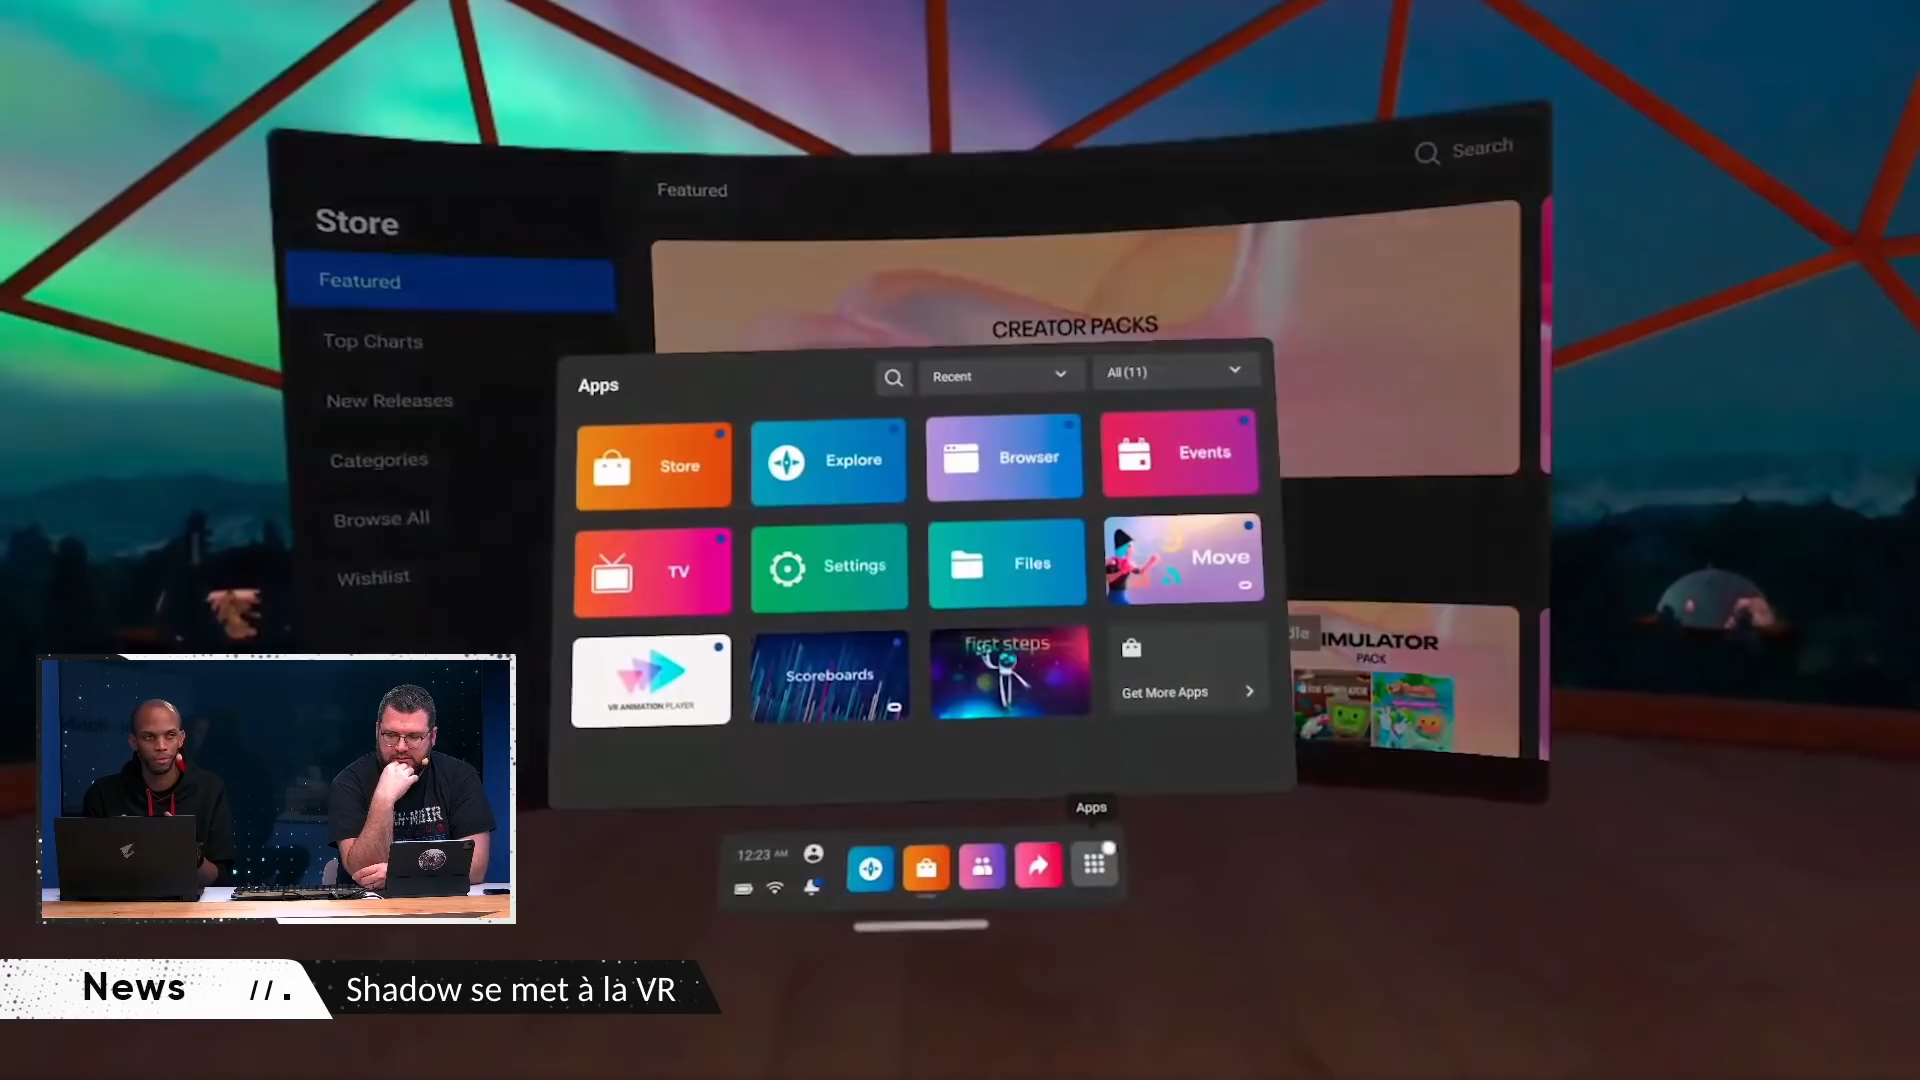 Search
Store
Featured
Featured
Top Charts
New Releases
Categories
Browse All
Wishlist
CREATOR PACKS
Apps
Recent
All (11)
Store
Explore
Browser
Events
TV
Settings
Files
Move
VR ANIMATION PLAYER
Scoreboards
first steps
Get More Apps
IMULATOR
PACK
Apps
12:23 AM
News //.
Shadow se met à la VR